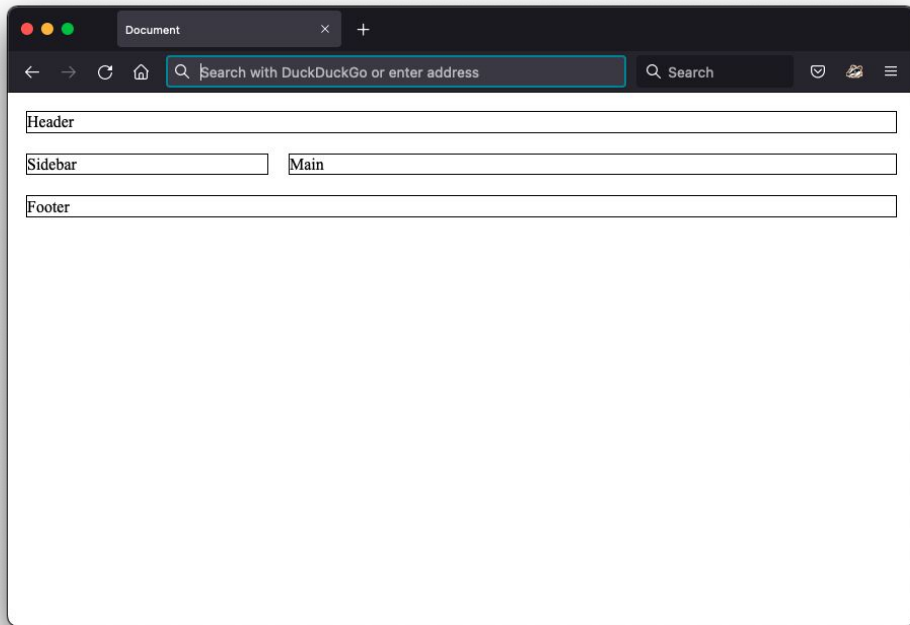 Document
Search with DuckDuckGo or enter address
Search
Header
Sidebar
Main
Footer